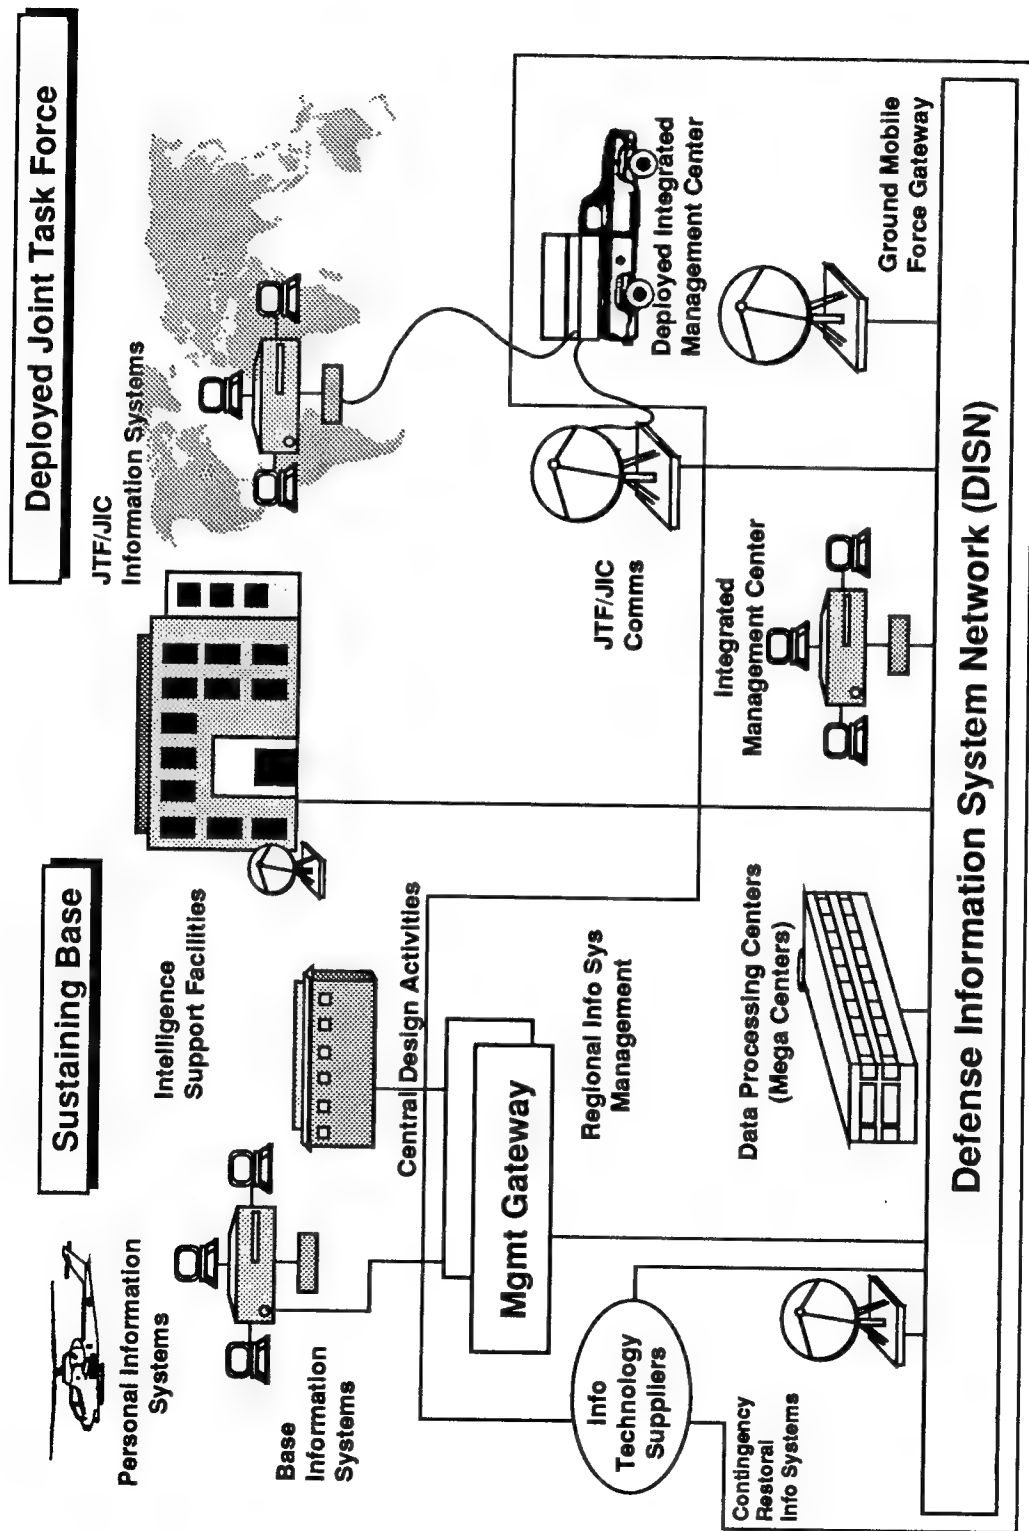 Sustaining Base
Deployed Joint Task Force
Personal Information
Systems
Intelligence
Support Facilities
JTF/JIC
Information Systems
Base
Information
Systems
Central Design Activities
Mgmt Gateway
Regional Info Sys
Management
JTF/JIC
Comms
Deployed Integrated
Management Center
Info
Technology
Suppliers
Contingency
Restoral
Info Systems
Data Processing Centers
(Mega Centers)
Integrated
Management Center
Ground Mobile
Force Gateway
Defense Information System Network (DISN)